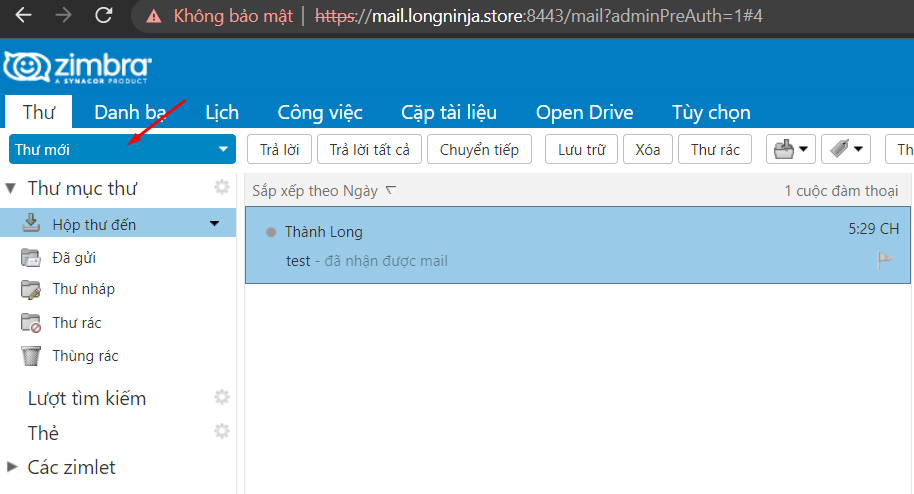 Không bảo mật | https://mail.longninja.store:8443/mail?adminPreAuth=1#4
zimbra
A SYNACOR PRODUCT
Thư Danh bạ Lịch Công việc Cặp tài liệu Open Drive Tùy chọn
Thư mới Trả lời Trả lời tất cả Chuyển tiếp Lưu trữ Xóa Thư rác Th
Thư mục thư
Sắp xếp theo Ngày 1 cuộc đàm thoại
Hộp thư đến
Thành Long 5:29 CH
test - đã nhận được mail
Đã gửi
Thư nháp
Thư rác
Thùng rác
Lượt tìm kiếm
Thẻ
Các zimlet